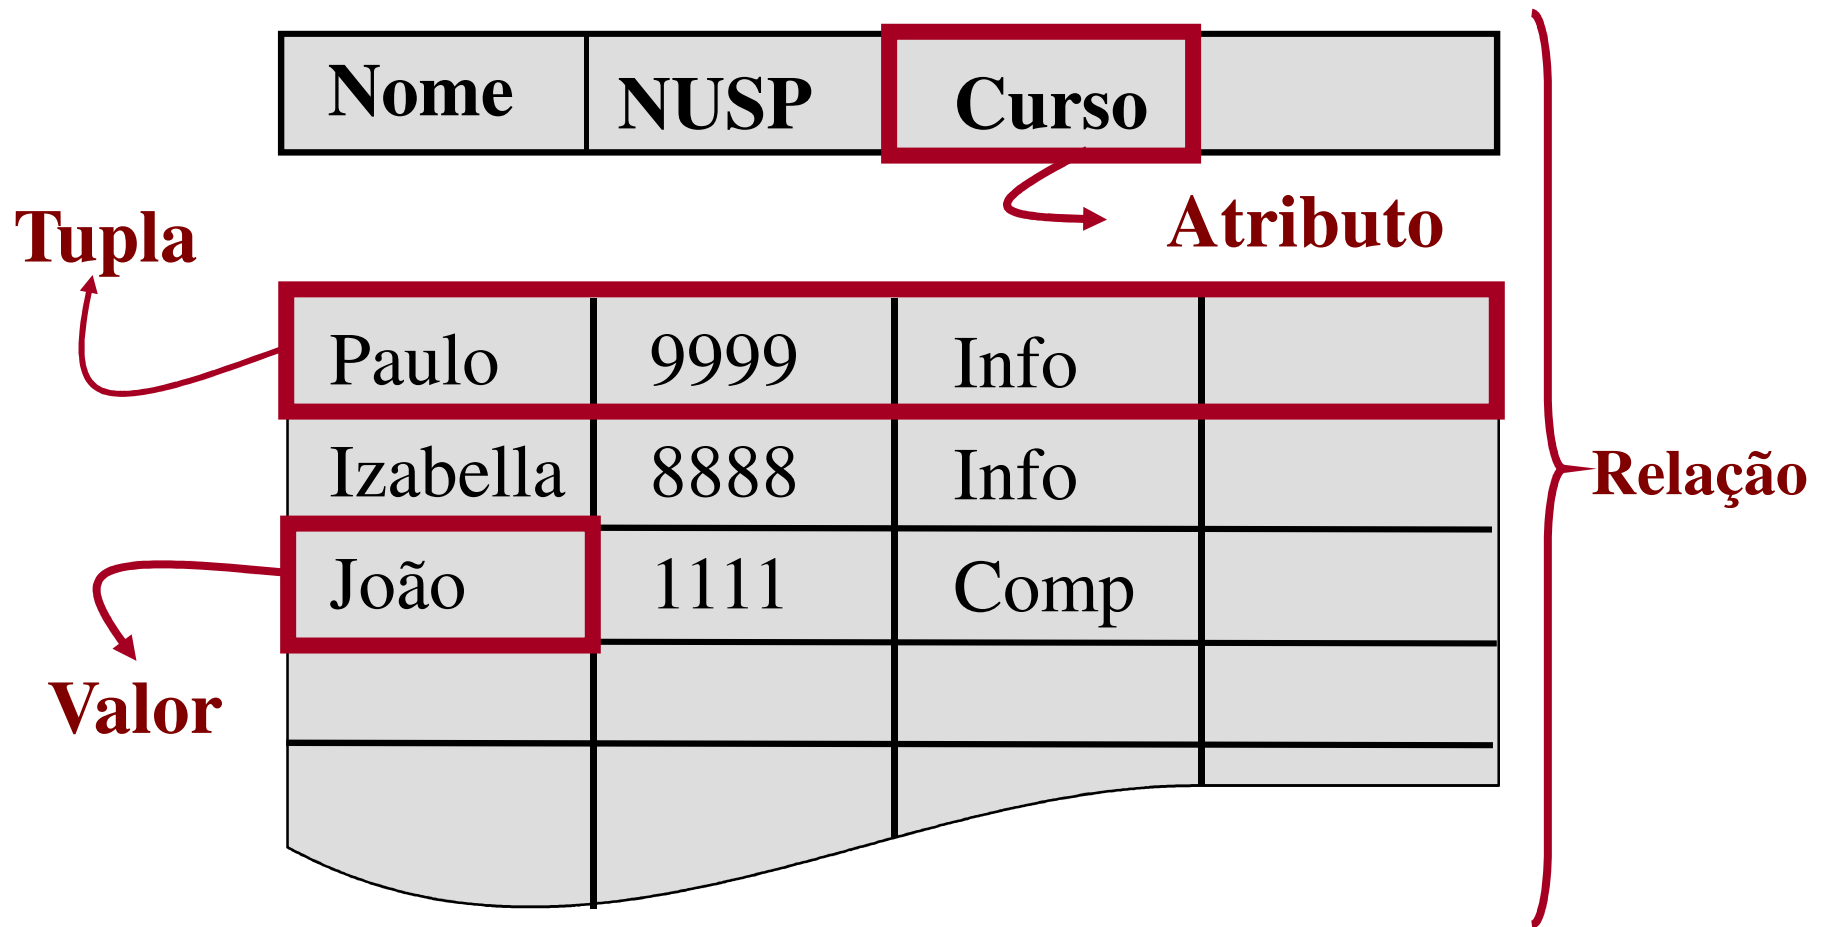 Nome NUSP Curso
Atributo
Tupla
Paulo 9999 Info
Izabella 8888 Info
Relação
João 1111 Comp
Valor